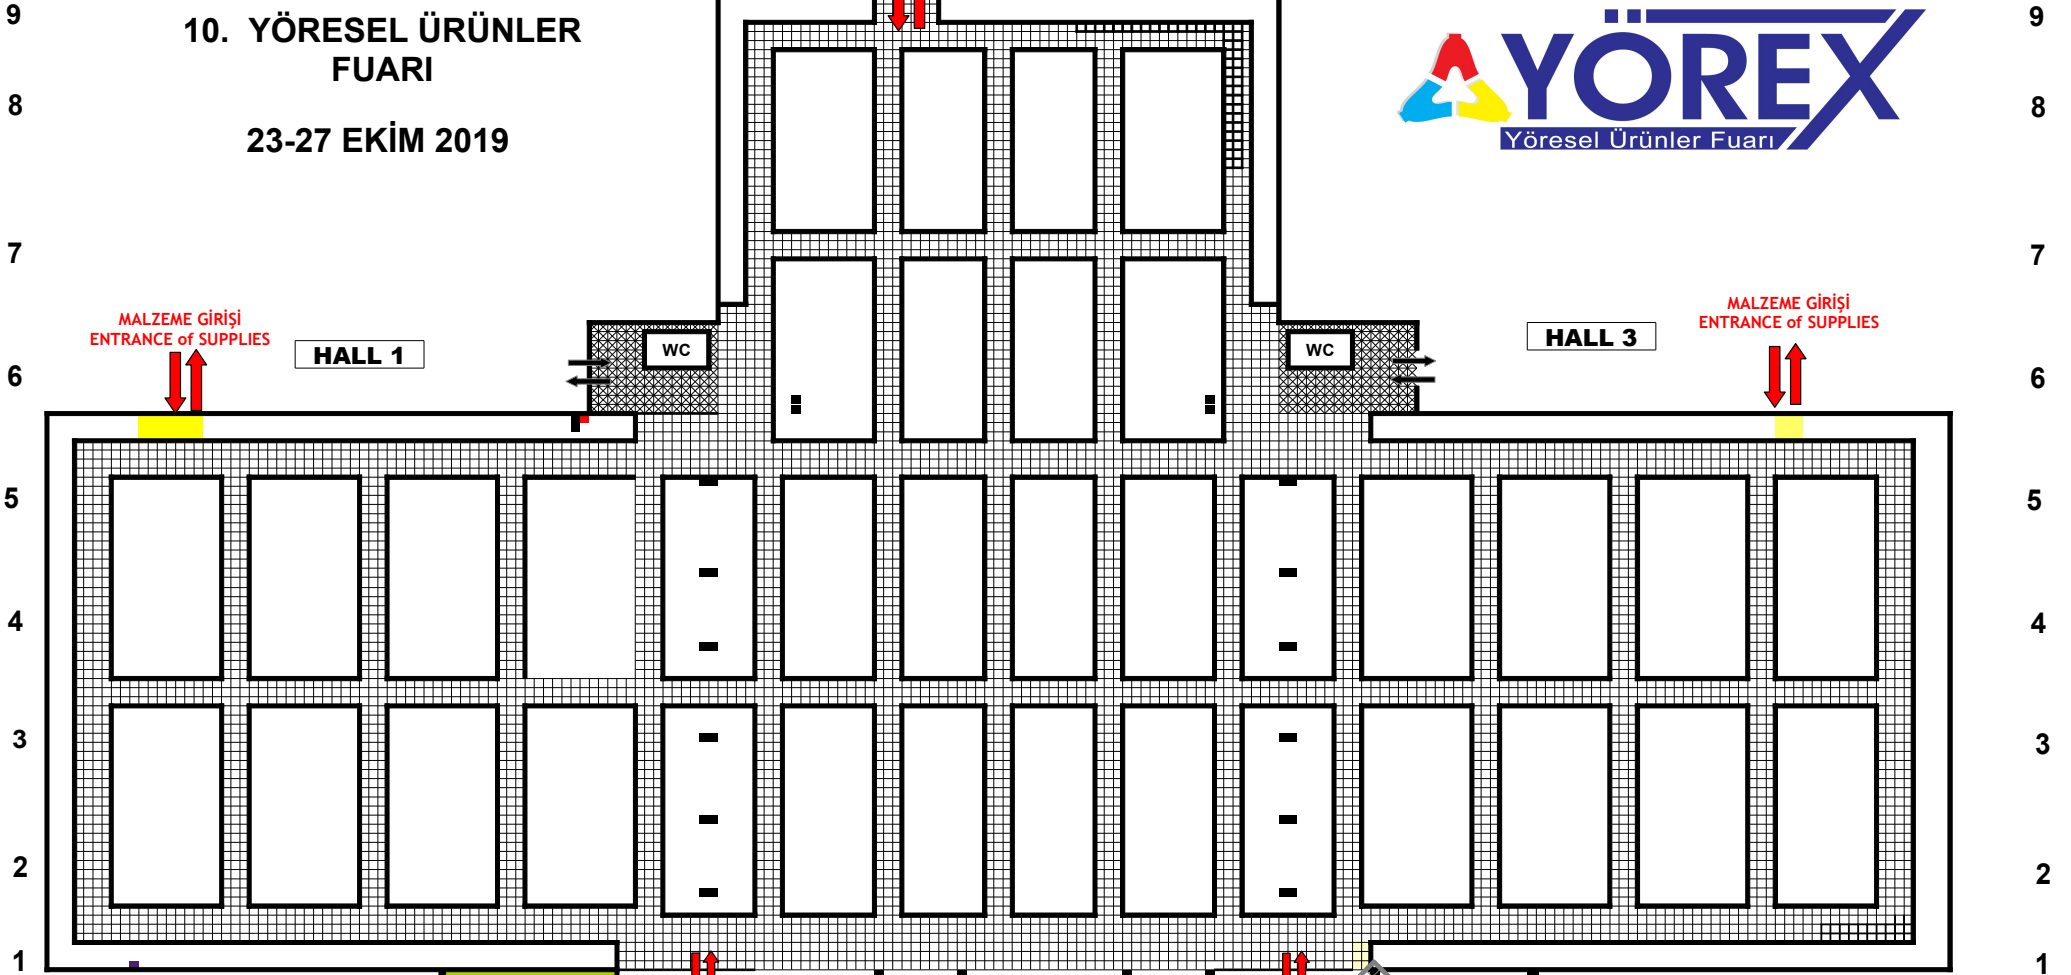 10. YÖRESEL ÜRÜNLER
FUARI
23-27 EKİM 2019
YÖREX
Yöresel Ürünler Fuarı
9
9
8
8
7
7
MALZEME GİRİŞİ
ENTRANCE of SUPPLIES
HALL 1
WC
WC
HALL 3
MALZEME GİRİŞİ
ENTRANCE of SUPPLIES
6
6
5
5
4
4
3
3
2
2
1
1